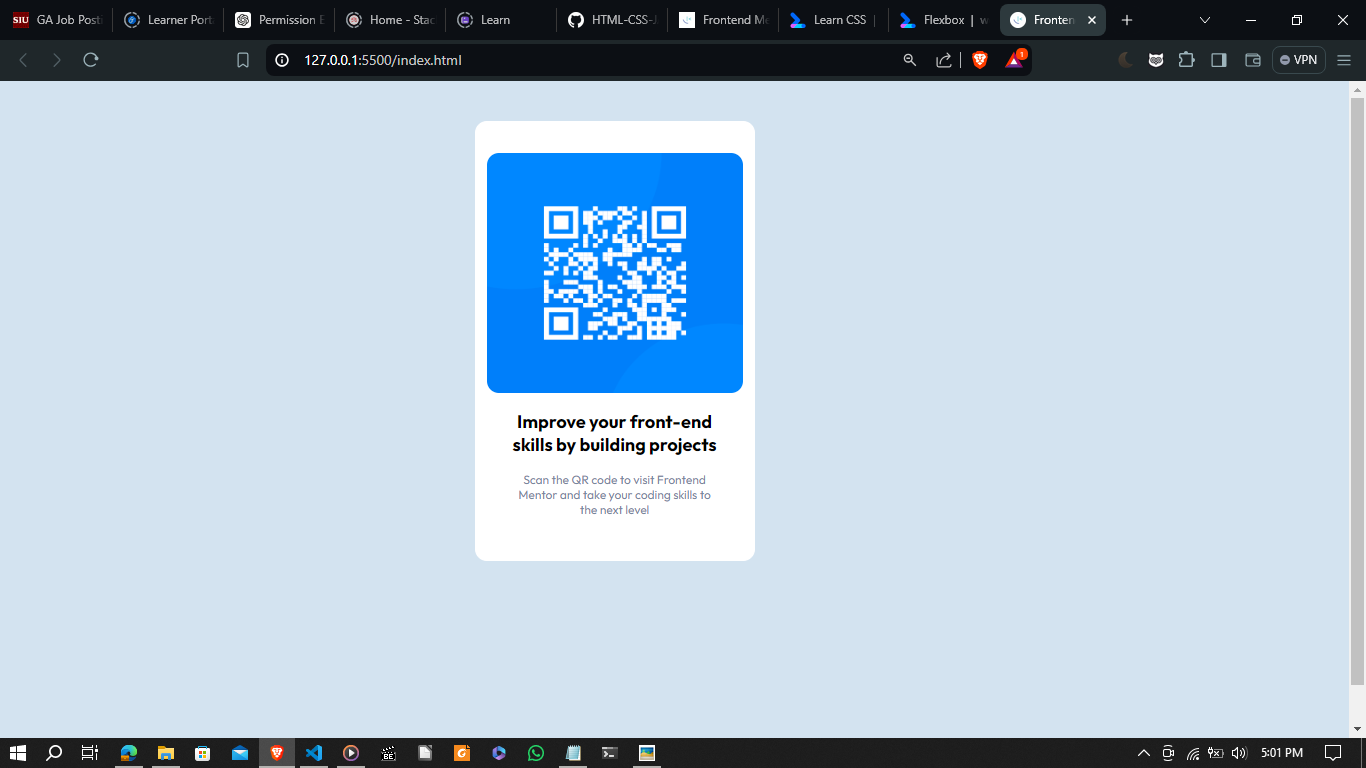 SIU GA Job Posti
Learner Port
Permission E
Home - Stac
Learn
HTML-CSS-J
Frontend Me
Learn CSS |
Flexbox | w
Fronten
127.0.0.1:5500/index.html
1
VPN
Improve your front-end
skills by building projects
Scan the QR code to visit Frontend
Mentor and take your coding skills to
the next level
BE
5:01 PM